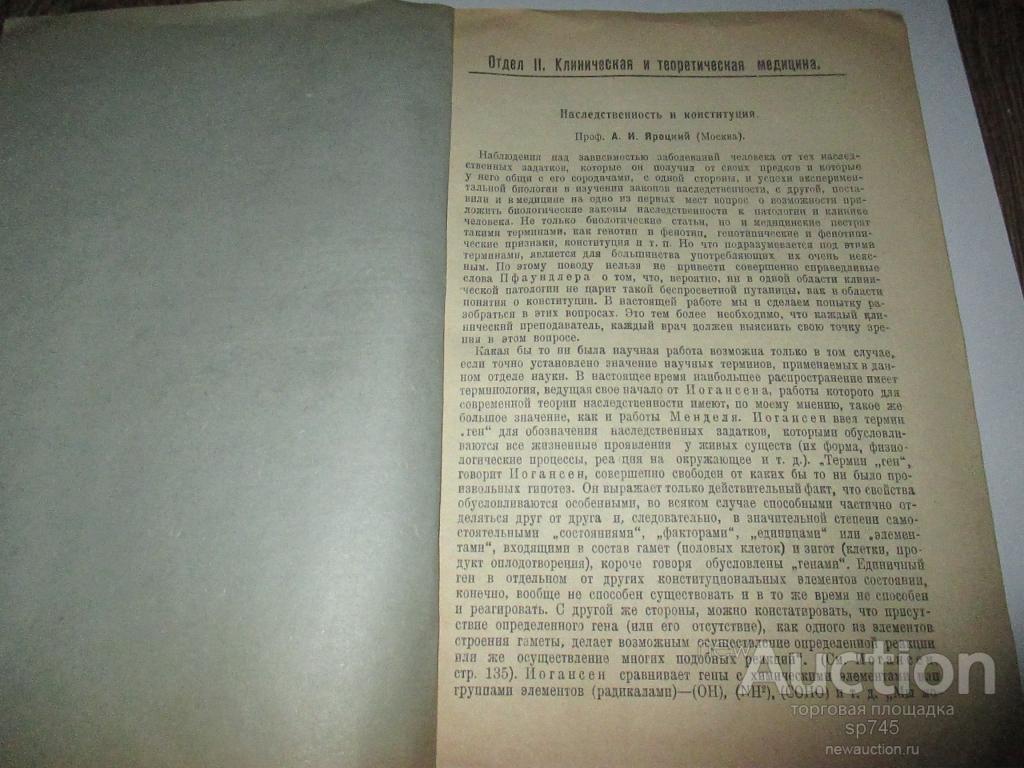 Отдел II. Клиническая и теоретическая медицина.
Наследственность и конституция.
Проф. А. И. Яроцкий (Москва).
Наблюдения над зависимостью заболеваний человека от тех наслед-
ственных задатков, которые он получил от своих предков и которые
у него общи с его сородичами, с одной стороны, и успехи эксперимен-
тальной биологии в изучении законов наследственности, с другой, поста-
вили и в медицине на одно из первых мест вопрос о возможности при-
ложить биологические законы наследственности к патологии и клинике
человека. Не только биологические статьи, но и медицинские пестрят
такими терминами, как генотип и фенотип, генотипические и фенотипи-
ческие признаки, конституция и т. п. Но что подразумевается под этими
терминами, является для большинства употребляющих их очень неяс-
ным. По этому поводу нельзя не привести совершенно справедливые
слова Пфаундлера о том, что, вероятно, ни в одной области клини-
ческой патологии не царит такой беспросветной путаницы, как в области
понятия о конституции. В настоящей работе мы и сделаем попытку ра-
зобраться в этих вопросах. Это тем более необходимо, что каждый кли-
нический преподаватель, каждый врач должен выяснить свою точку зре-
ния в этом вопросе.
Какая бы то ни была научная работа возможна только в том случае,
если точно установлено значение научных терминов, применяемых в дан-
ном отделе науки. В настоящее время наибольшее распространение имеет
терминология, ведущая свое начало от Иогансена, работы которого для
современной теории наследственности имеют, по моему мнению, такое же
большое значение, как и работы Менделя. Иогансен ввел термин
„ген“ для обозначения наследственных задатков, которыми обусловли-
ваются все жизненные проявления у живых существ (их форма, физио-
логические процессы, реакция на окружающее и т. д.). „Термин „ген“,
говорит Иогансен, совершенно свободен от каких бы то ни было про-
извольных гипотез. Он выражает только действительный факт, что свойства
обусловливаются особенными, во всяком случае способными частично от-
деляться друг от друга и, следовательно, в значительной степени само-
стоятельными „состояниями“, „факторами“, „единицами“ или „элемен-
тами“, входящими в состав гамет (половых клеток) и зигот (клетки, про-
дукт оплодотворения), короче говоря обусловлены „генами“. Единичный
ген в отдельном от других конституциональных элементов состоянии,
конечно, вообще не способен существовать и в то же время не способен
и реагировать. С другой же стороны, можно констатировать, что присут-
ствие определенного гена (или его отсутствие), как одного из элементов
строения гаметы, делает возможным осуществление определенной реакции
или же осуществление многих подобных реакций“. (См. Иогансен
стр. 135). Иогансен сравнивает гены с химическими элементами или
группами элементов (радикалами)—(ОН), (NH²), (COHO) и т. д. „Мы
Auction
торговая площадка
sp745
newauction.ru